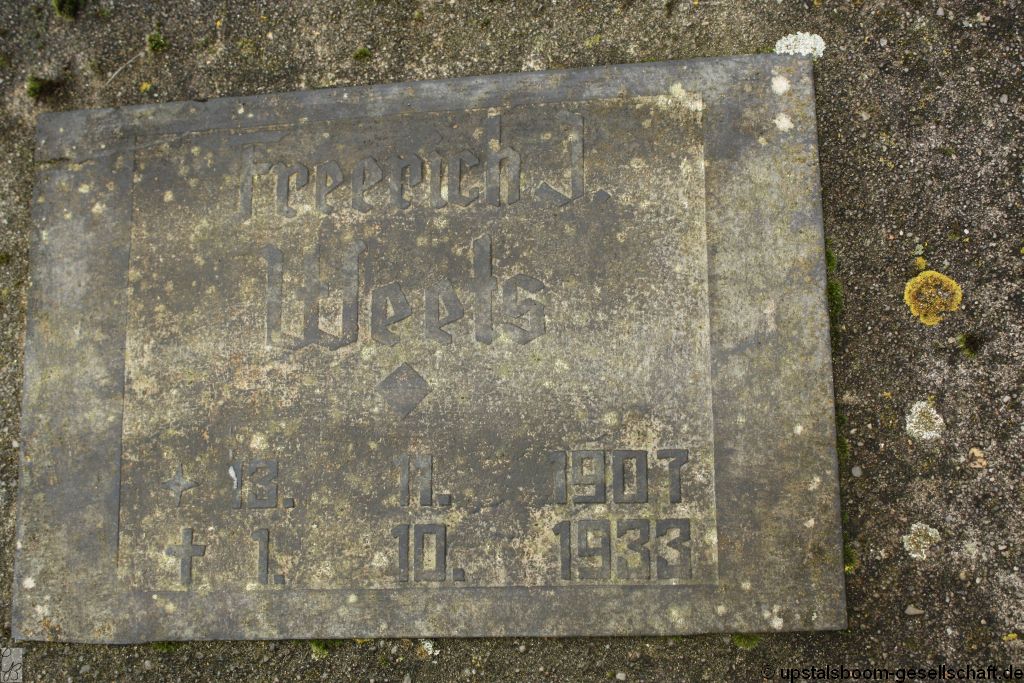 Freerich J.
Weets
13. 11. 1907
✝ 1. 10. 1933
© upstalsboom-gesellschaft.de